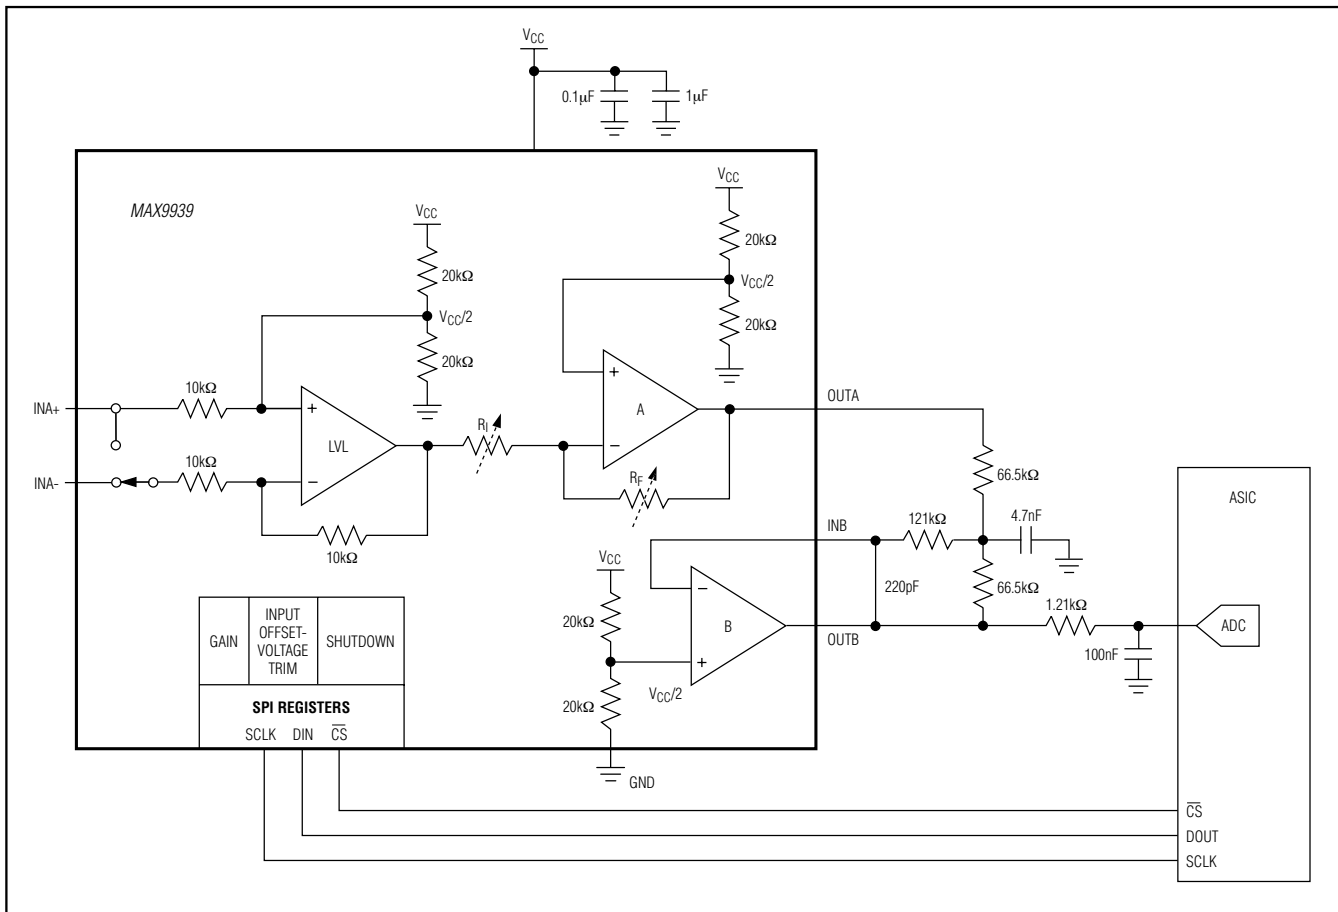 VCC
0.1µF
1µF
MAX9939
VCC
20kΩ
VCC/2
20kΩ
VCC
20kΩ
VCC/2
20kΩ
INA+
10kΩ
+
LVL
−
INA-
10kΩ
10kΩ
RI
+
A
−
RF
OUTA
66.5kΩ
ASIC
INB
121kΩ
4.7nF
220pF
66.5kΩ
1.21kΩ
ADC
100nF
VCC
20kΩ
−
B
+
OUTB
VCC/2
20kΩ
GND
GAIN
INPUT
OFFSET-
VOLTAGE
TRIM
SHUTDOWN
SPI REGISTERS
SCLK DIN C̅S̅
C̅S̅
DOUT
SCLK